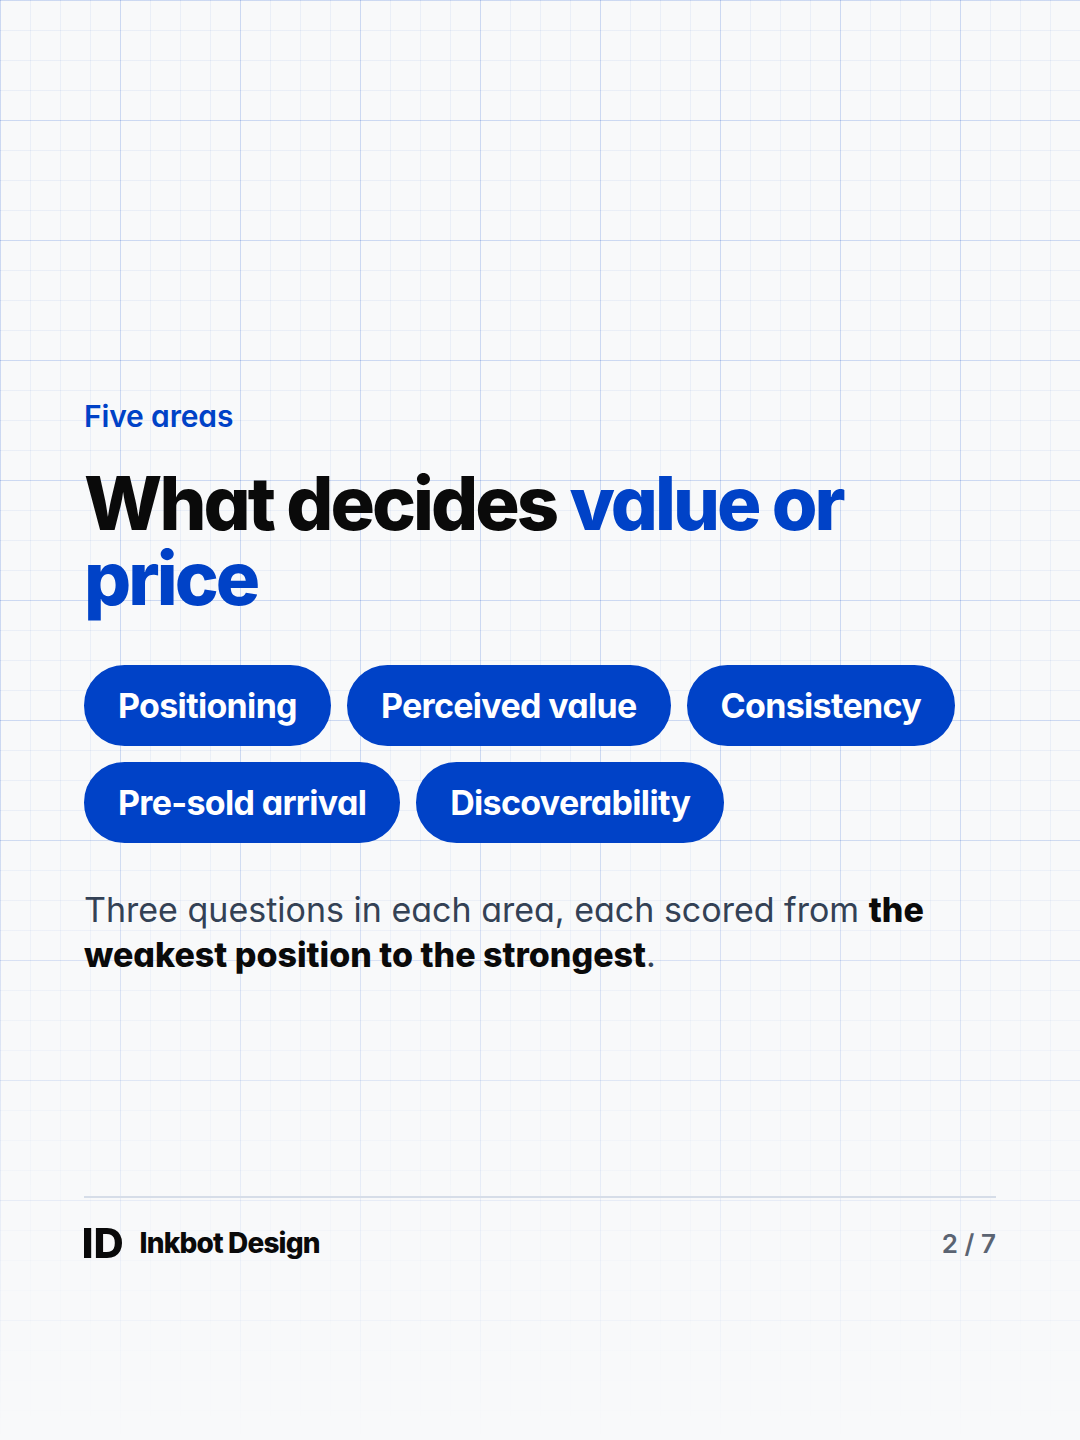 Five areas
What decides value or
price
Positioning Perceived value Consistency
Pre-sold arrival Discoverability
Three questions in each area, each scored from the
weakest position to the strongest.
ID Inkbot Design 2 / 7